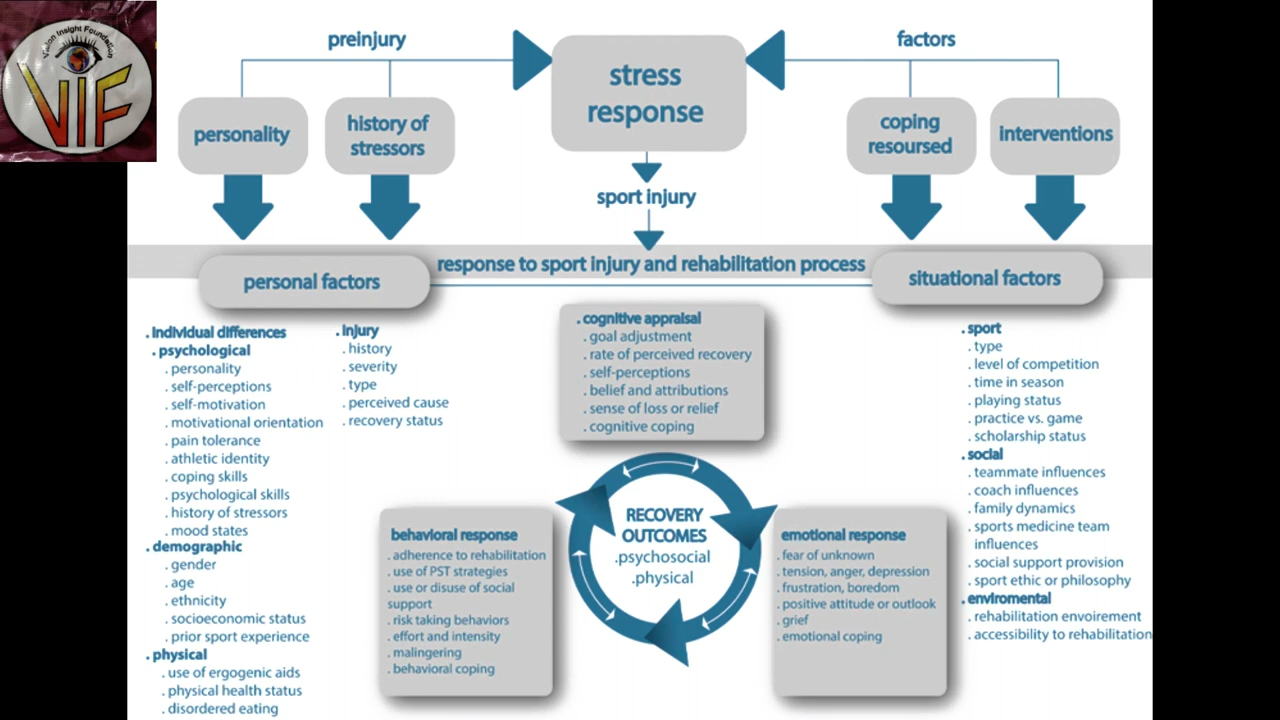 Vision Insight Foundation
VIF
preinjury
factors
stress
response
personality
history of
stressors
coping
resoursed
interventions
sport injury
response to sport injury and rehabilitation process
personal factors
situational factors
. Individual differences
. psychological
. personality
. self-perceptions
. self-motivation
. motivational orientation
. pain tolerance
. athletic identity
. coping skills
. psychological skills
. history of stressors
. mood states
. demographic
. gender
. age
. ethnicity
. socioeconomic status
. prior sport experience
. physical
. use of ergogenic aids
. physical health status
. disordered eating
. Injury
. history
. severity
. type
. perceived cause
. recovery status
. cognitive appraisal
. goal adjustment
. rate of perceived recovery
. self-perceptions
. belief and attributions
. sense of loss or relief
. cognitive coping
behavioral response
. adherence to rehabilitation
. use of PST strategies
. use or disuse of social
support
. risk taking behaviors
. effort and intensity
. malingering
. behavioral coping
RECOVERY
OUTCOMES
.psychosocial
.physical
emotional response
. fear of unknown
. tension, anger, depression
. frustration, boredom
. positive attitude or outlook
. grief
. emotional coping
. sport
. type
. level of competition
. time in season
. playing status
. practice vs. game
. scholarship status
. social
. teammate influences
. coach influences
. family dynamics
. sports medicine team
influences
. social support provision
. sport ethic or philosophy
. enviromental
. rehabilitation envoirement
. accessibility to rehabilitation